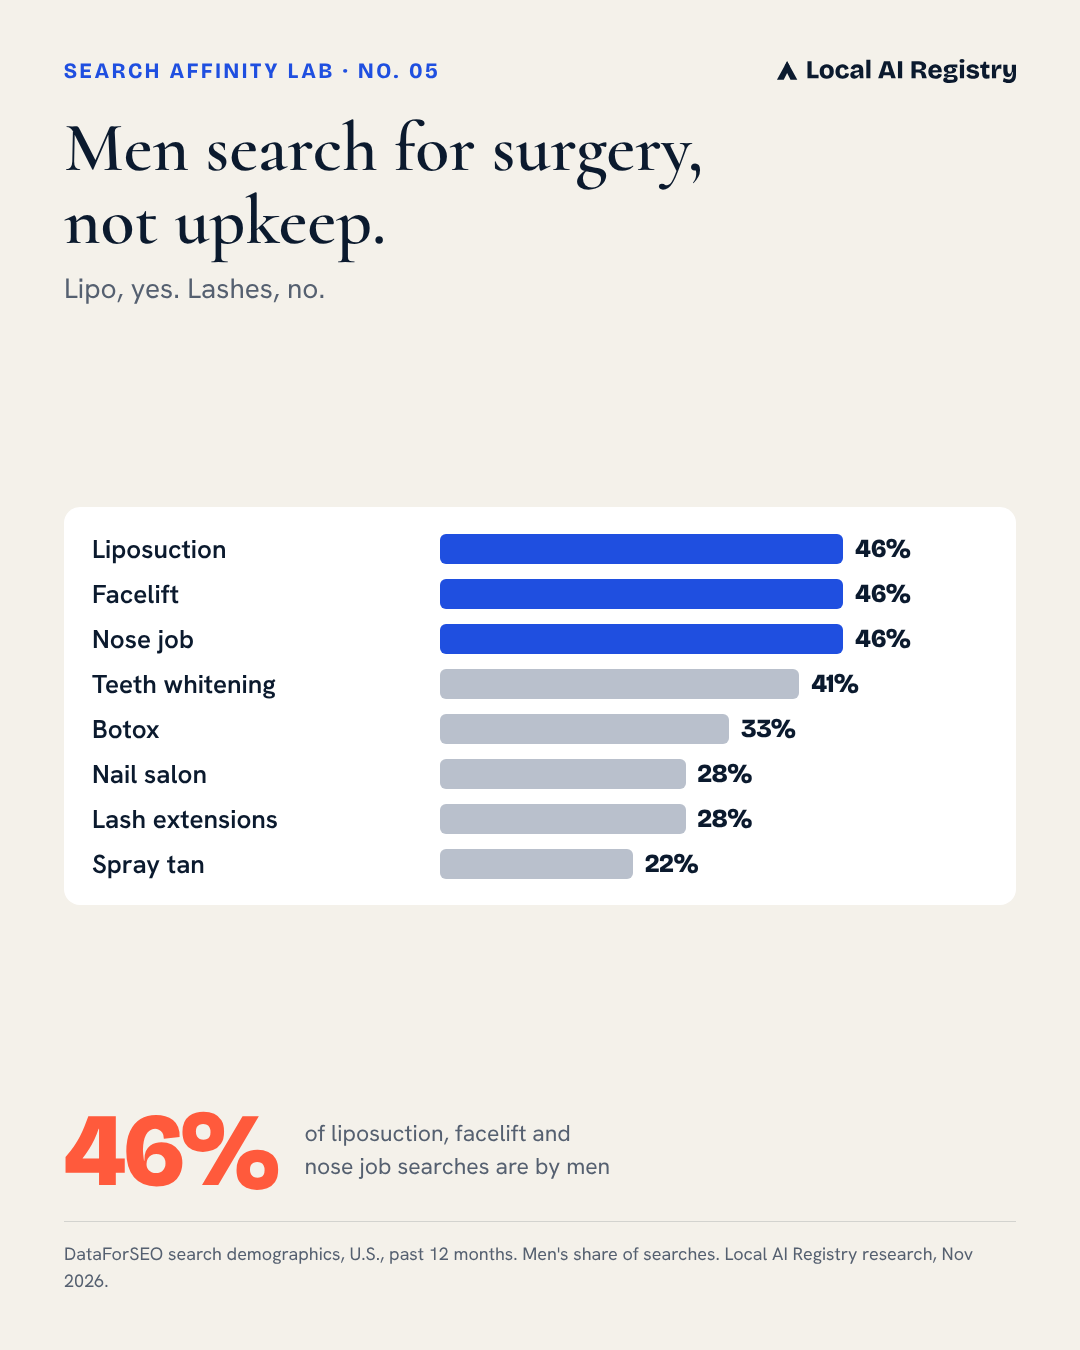 SEARCH AFFINITY LAB · NO. 05
Local AI Registry
Men search for surgery,
not upkeep.
Lipo, yes. Lashes, no.
Liposuction 46%
Facelift 46%
Nose job 46%
Teeth whitening 41%
Botox 33%
Nail salon 28%
Lash extensions 28%
Spray tan 22%
46%
of liposuction, facelift and
nose job searches are by men
DataForSEO search demographics, U.S., past 12 months. Men's share of searches. Local AI Registry research, Nov
2026.